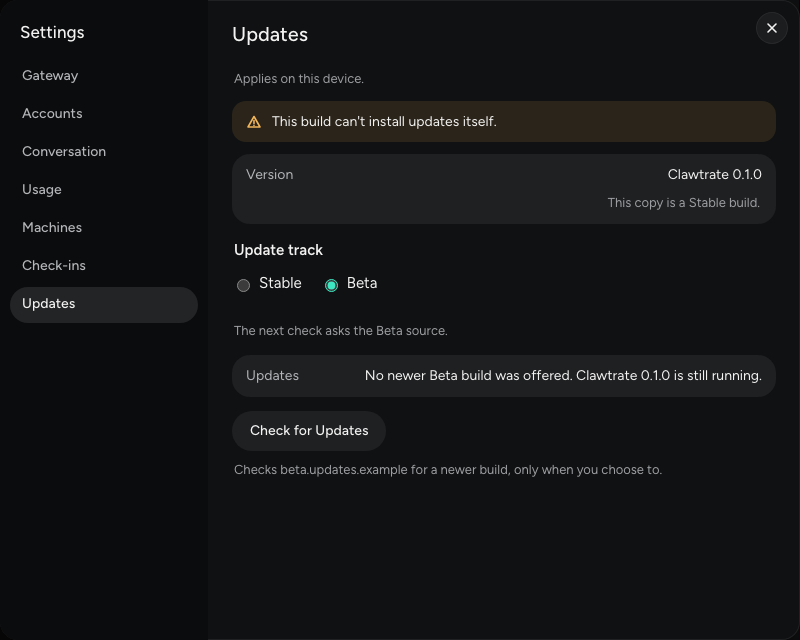 Settings
Gateway
Accounts
Conversation
Usage
Machines
Check-ins
Updates
Updates
Applies on this device.
This build can't install updates itself.
Version
Clawtrate 0.1.0
This copy is a Stable build.
Update track
Stable
Beta
The next check asks the Beta source.
Updates
No newer Beta build was offered. Clawtrate 0.1.0 is still running.
Check for Updates
Checks beta.updates.example for a newer build, only when you choose to.